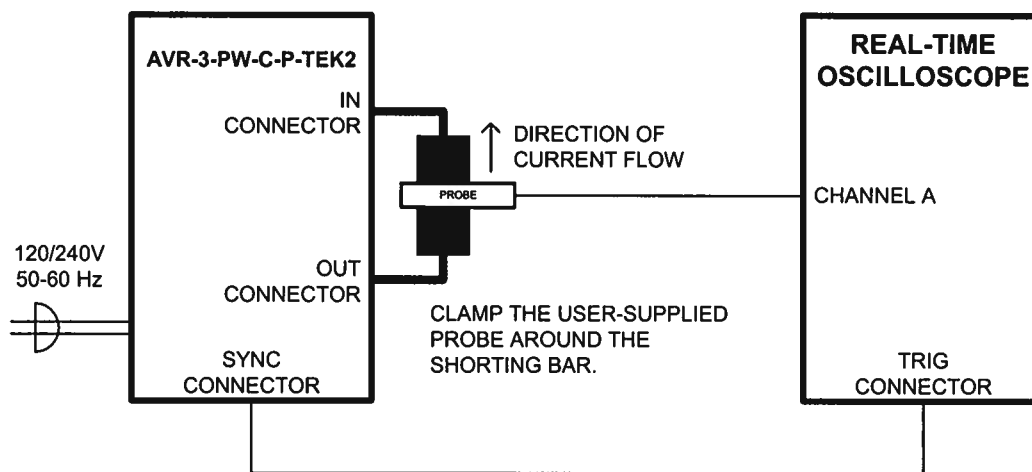 AVR-3-PW-C-P-TEK2
IN
CONNECTOR
DIRECTION OF
CURRENT FLOW
PROBE
REAL-TIME
OSCILLOSCOPE
CHANNEL A
120/240V
50-60 Hz
OUT
CONNECTOR
CLAMP THE USER-SUPPLIED
PROBE AROUND THE
SHORTING BAR.
SYNC
CONNECTOR
TRIG
CONNECTOR